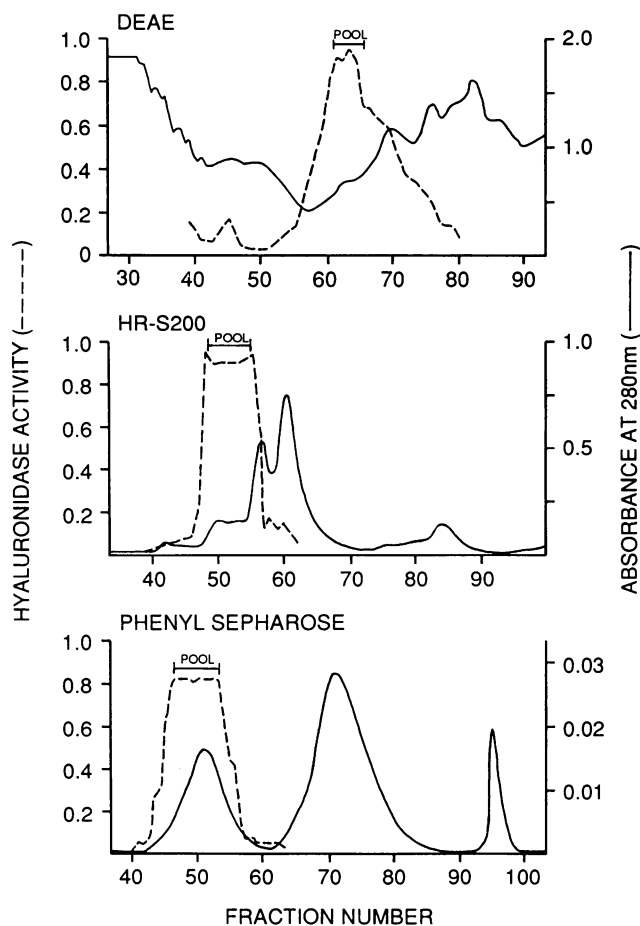 DEAE
POOL
1.0
0.8
0.6
0.4
0.2
0
2.0
1.0
30 40 50 60 70 80 90
HR-S200
POOL
1.0
0.8
0.6
0.4
0.2
1.0
0.5
40 50 60 70 80 90
PHENYL SEPHAROSE
POOL
1.0
0.8
0.6
0.4
0.2
0.03
0.02
0.01
40 50 60 70 80 90 100
HYALURONIDASE ACTIVITY (-----)
ABSORBANCE AT 280nm (———)
FRACTION NUMBER